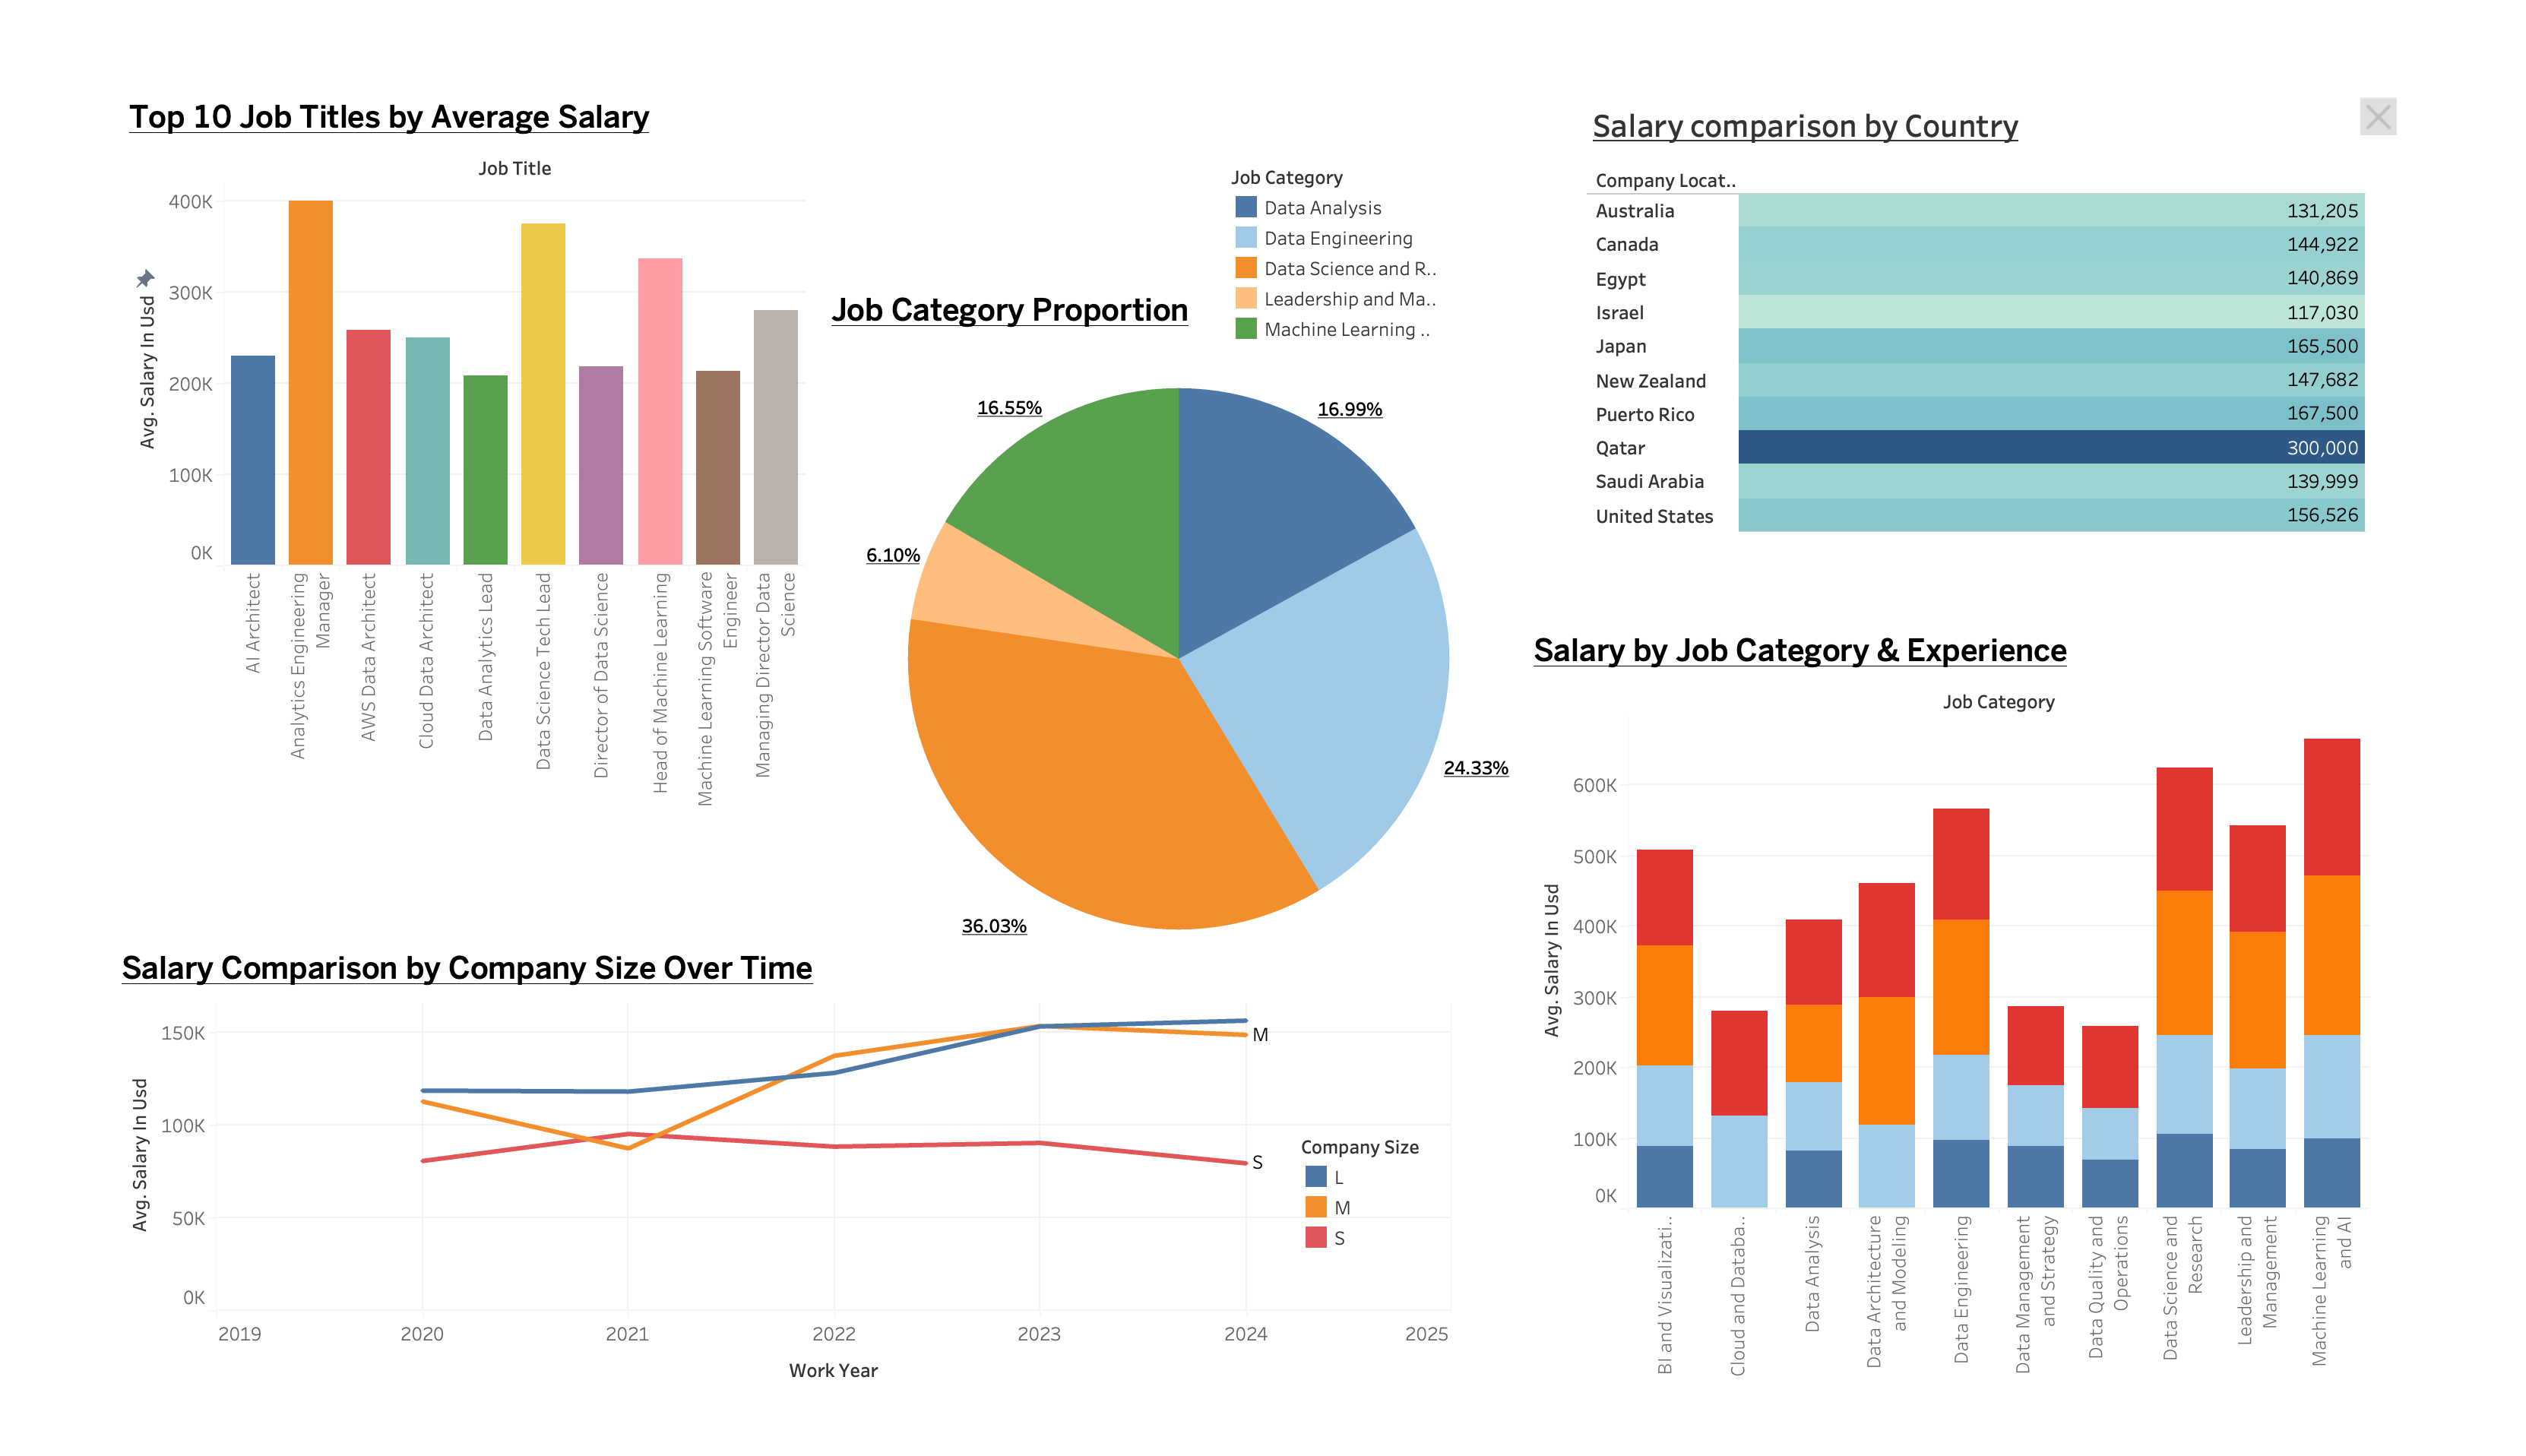 Top 10 Job Titles by Average Salary
Job Title
Avg. Salary In Usd
400K
300K
200K
100K
0K
AI Architect
Analytics Engineering
Manager
AWS Data Architect
Cloud Data Architect
Data Analytics Lead
Data Science Tech Lead
Director of Data Science
Head of Machine Learning
Machine Learning Software
Engineer
Managing Director Data
Science
Job Category Proportion
Job Category
Data Analysis
Data Engineering
Data Science and R..
Leadership and Ma..
Machine Learning ..
16.55%
16.99%
6.10%
24.33%
36.03%
Salary comparison by Country
Company Locat..
Australia 131,205
Canada 144,922
Egypt 140,869
Israel 117,030
Japan 165,500
New Zealand 147,682
Puerto Rico 167,500
Qatar 300,000
Saudi Arabia 139,999
United States 156,526
Salary Comparison by Company Size Over Time
Avg. Salary In Usd
150K
100K
50K
0K
M
S
Company Size
L
M
S
2019 2020 2021 2022 2023 2024 2025
Work Year
Salary by Job Category & Experience
Job Category
Avg. Salary In Usd
600K
500K
400K
300K
200K
100K
0K
BI and Visualizati..
Cloud and Databa..
Data Analysis
Data Architecture
and Modeling
Data Engineering
Data Management
and Strategy
Data Quality and
Operations
Data Science and
Research
Leadership and
Management
Machine Learning
and AI